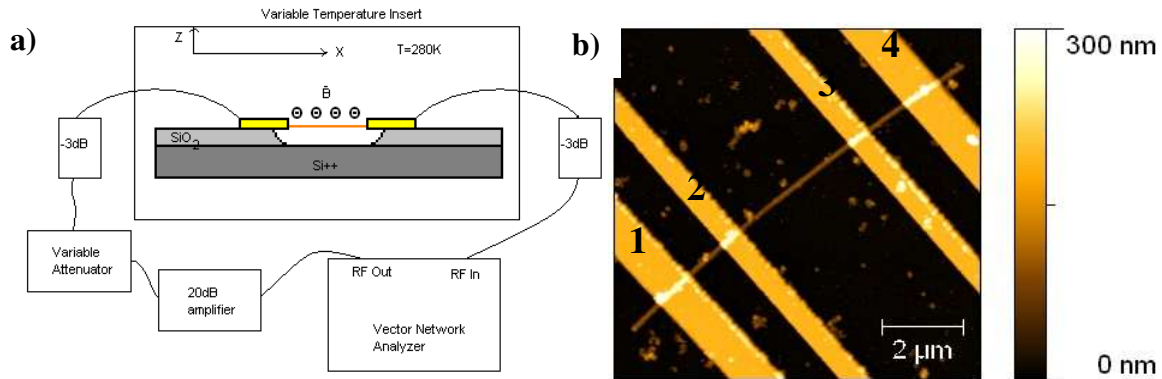 a)
Variable Temperature Insert
Z
X
T=280K
B̄
-3dB
-3dB
SiO2
Si++
Variable
Attenuator
20dB
amplifier
RF Out
RF In
Vector Network
Analyzer
b)
1
2
3
4
2 µm
300 nm
0 nm